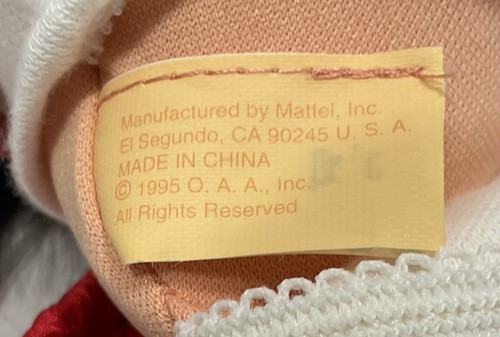 Manufactured by Mattel, Inc.
El Segundo, CA 90245 U. S. A.
MADE IN CHINA
© 1995 O. A. A., Inc.
All Rights Reserved